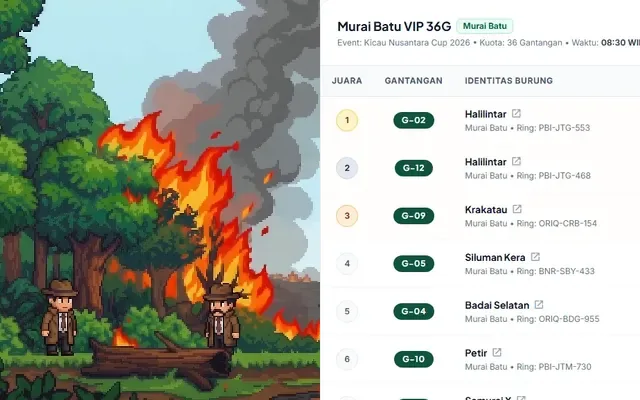 Murai Batu VIP 36G Murai Batu
Event: Kicau Nusantara Cup 2026 • Kuota: 36 Gantangan • Waktu: 08:30
JUARA GANTANGAN IDENTITAS BURUNG
1 G-02 Halilintar
Murai Batu • Ring: PBI-JTG-553
2 G-12 Halilintar
Murai Batu • Ring: PBI-JTG-468
3 G-09 Krakatau
Murai Batu • Ring: ORIQ-CRB-154
4 G-05 Siluman Kera
Murai Batu • Ring: BNR-SBY-433
5 G-04 Badai Selatan
Murai Batu • Ring: ORIQ-BDG-955
6 G-10 Petir
Murai Batu • Ring: PBI-JTM-730